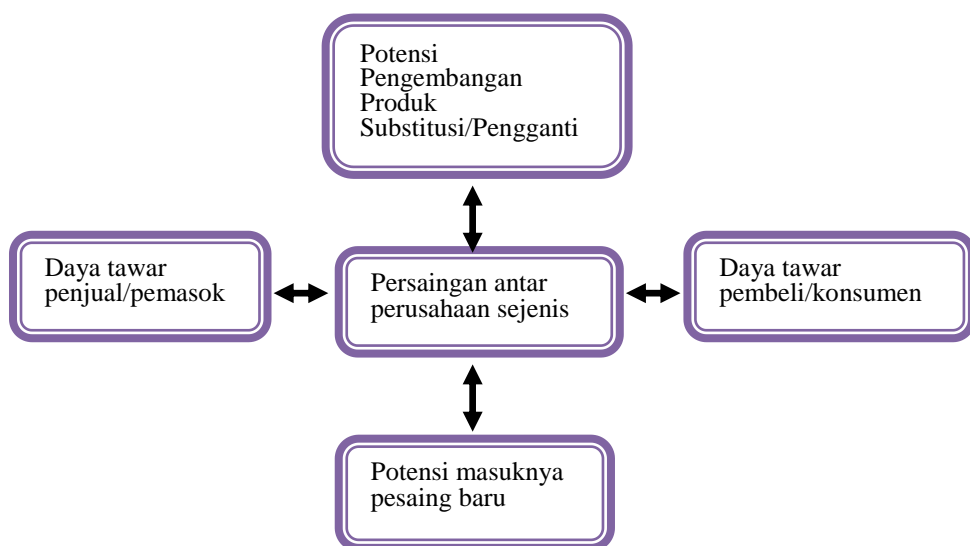 Potensi
Pengembangan
Produk
Substitusi/Pengganti
Daya tawar
penjual/pemasok
Persaingan antar
perusahaan sejenis
Daya tawar
pembeli/konsumen
Potensi masuknya
pesaing baru